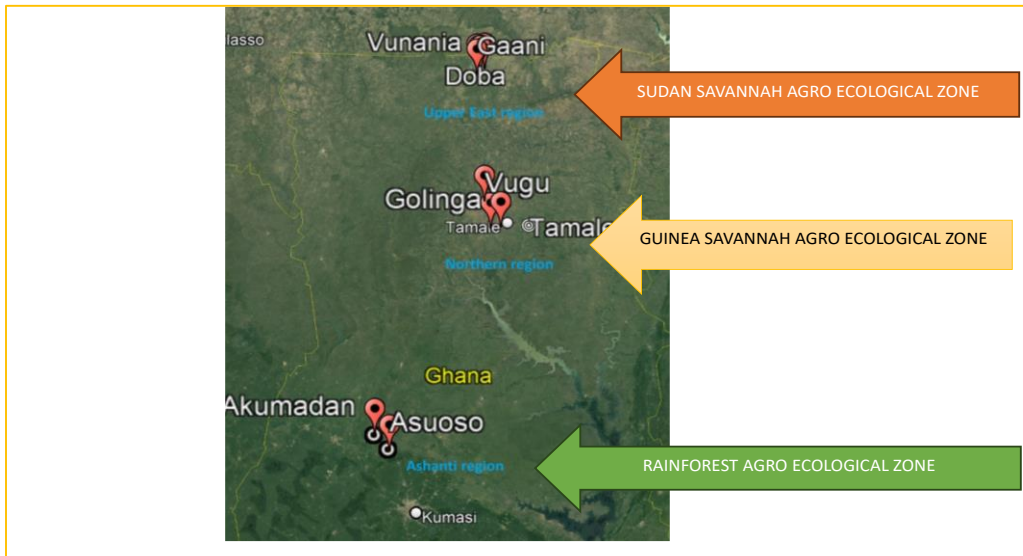 lasso
Vunania Gaani
Doba
Upper East region
SUDAN SAVANNAH AGRO ECOLOGICAL ZONE
Vugu
Golinga
Tamale Tamale
GUINEA SAVANNAH AGRO ECOLOGICAL ZONE
Northern region
Ghana
Akumadan
Asuoso
Ashanti region
RAINFOREST AGRO ECOLOGICAL ZONE
Kumasi